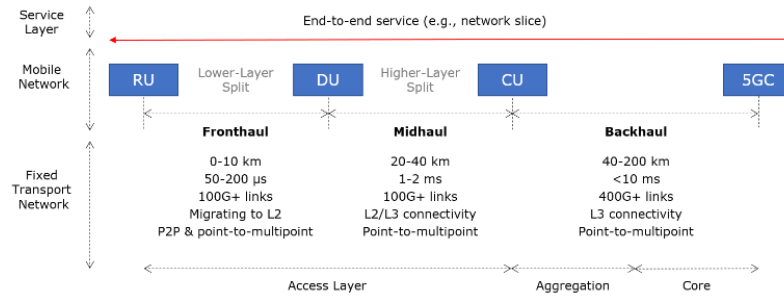 Service
Layer
End-to-end service (e.g., network slice)
Mobile
Network
RU
Lower-Layer
Split
DU
Higher-Layer
Split
CU
5GC
Fronthaul
Midhaul
Backhaul
Fixed
Transport
Network
0-10 km
50-200 µs
100G+ links
Migrating to L2
P2P & point-to-multipoint
20-40 km
1-2 ms
100G+ links
L2/L3 connectivity
Point-to-multipoint
40-200 km
<10 ms
400G+ links
L3 connectivity
Point-to-multipoint
Access Layer
Aggregation
Core